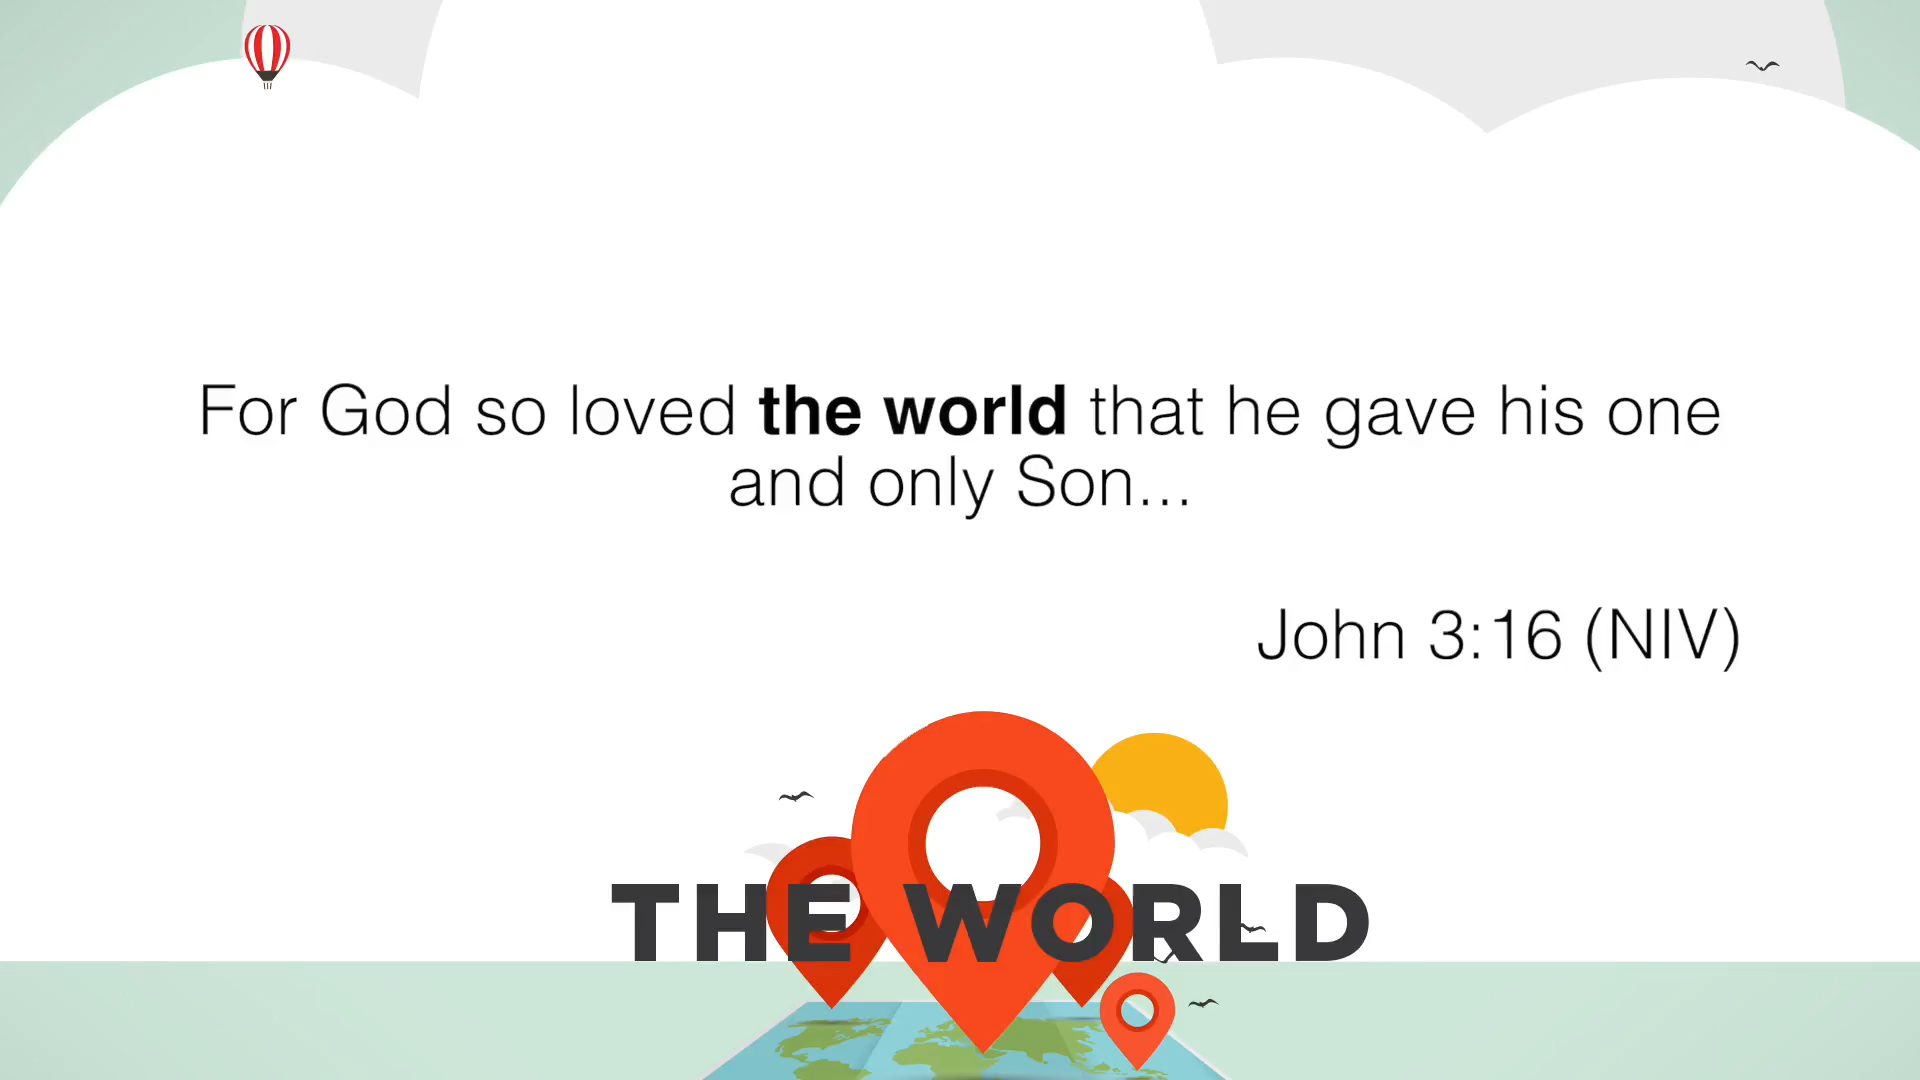 For God so loved the world that he gave his one
and only Son...
John 3:16 (NIV)
THE WORLD